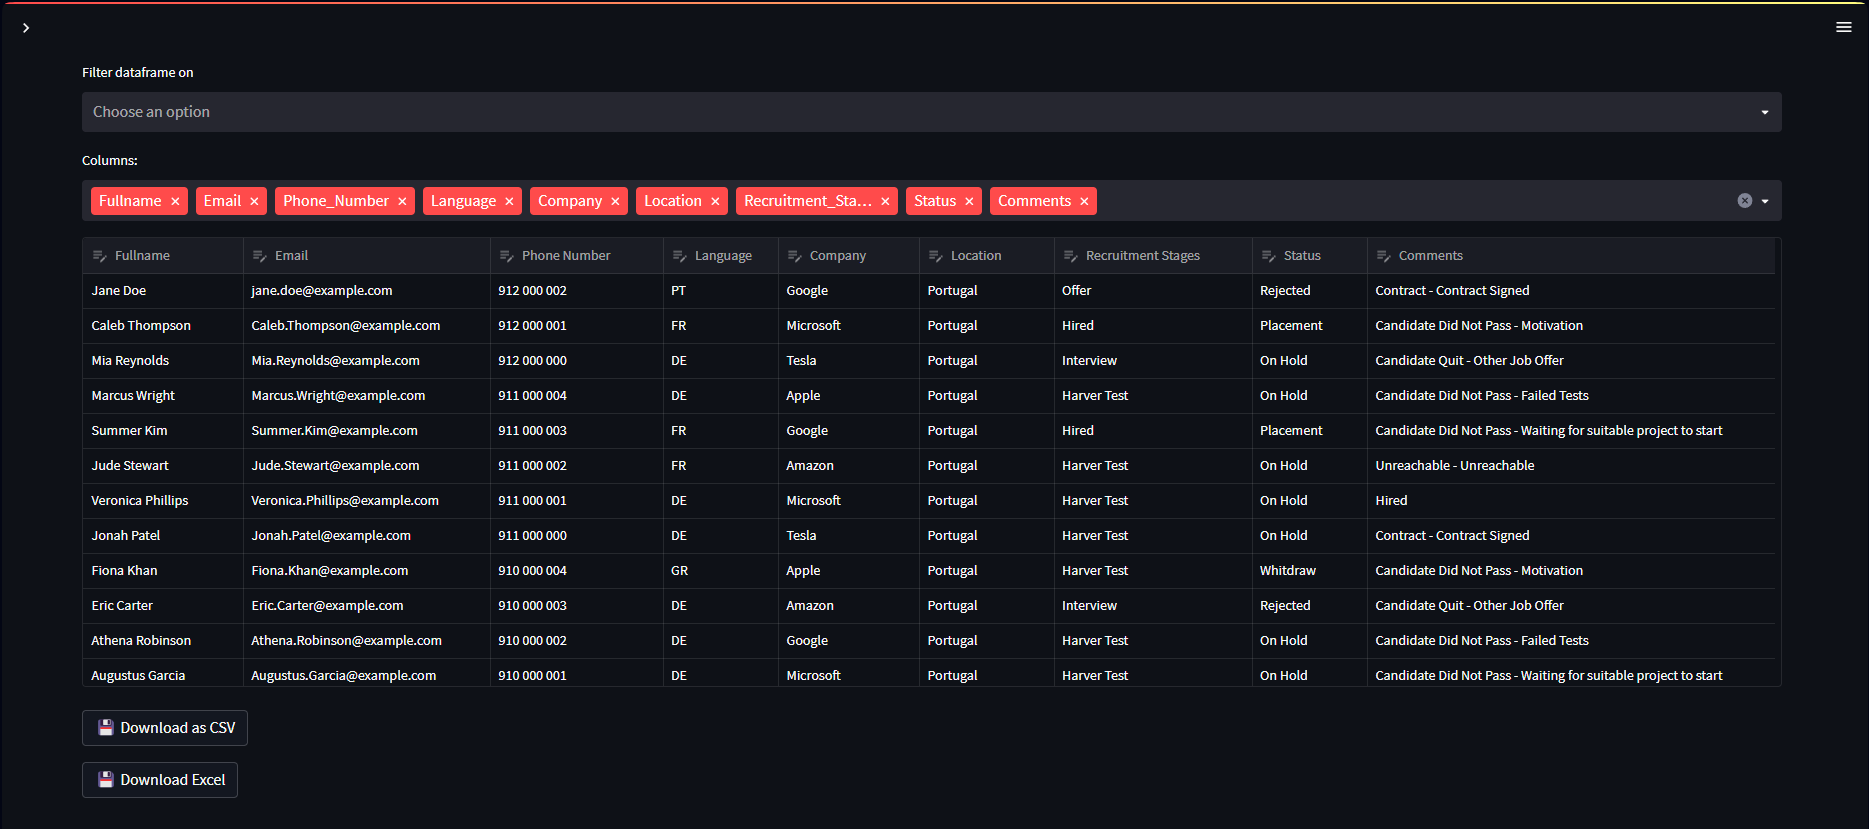 Filter dataframe on
Choose an option
Columns:
Fullname × Email × Phone_Number × Language × Company × Location × Recruitment_Sta... × Status × Comments ×
Fullname Email Phone Number Language Company Location Recruitment Stages Status Comments
Jane Doe jane.doe@example.com 912 000 002 PT Google Portugal Offer Rejected Contract - Contract Signed
Caleb Thompson Caleb.Thompson@example.com 912 000 001 FR Microsoft Portugal Hired Placement Candidate Did Not Pass - Motivation
Mia Reynolds Mia.Reynolds@example.com 912 000 000 DE Tesla Portugal Interview On Hold Candidate Quit - Other Job Offer
Marcus Wright Marcus.Wright@example.com 911 000 004 DE Apple Portugal Harver Test On Hold Candidate Did Not Pass - Failed Tests
Summer Kim Summer.Kim@example.com 911 000 003 FR Google Portugal Hired Placement Candidate Did Not Pass - Waiting for suitable project to start
Jude Stewart Jude.Stewart@example.com 911 000 002 FR Amazon Portugal Harver Test On Hold Unreachable - Unreachable
Veronica Phillips Veronica.Phillips@example.com 911 000 001 DE Microsoft Portugal Harver Test On Hold Hired
Jonah Patel Jonah.Patel@example.com 911 000 000 DE Tesla Portugal Harver Test On Hold Contract - Contract Signed
Fiona Khan Fiona.Khan@example.com 910 000 004 GR Apple Portugal Harver Test Whitdraw Candidate Did Not Pass - Motivation
Eric Carter Eric.Carter@example.com 910 000 003 DE Amazon Portugal Interview Rejected Candidate Quit - Other Job Offer
Athena Robinson Athena.Robinson@example.com 910 000 002 DE Google Portugal Harver Test On Hold Candidate Did Not Pass - Failed Tests
Augustus Garcia Augustus.Garcia@example.com 910 000 001 DE Microsoft Portugal Harver Test On Hold Candidate Did Not Pass - Waiting for suitable project to start
Download as CSV
Download Excel